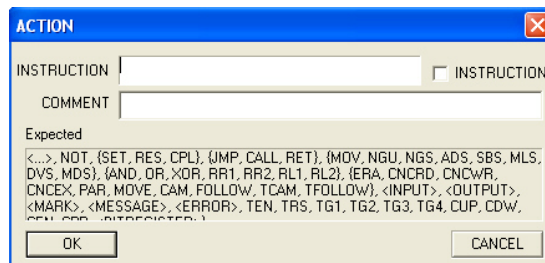 ACTION
INSTRUCTION
INSTRUCTION
COMMENT
Expected
<...>, NOT, {SET, RES, CPL}, {JMP, CALL, RET}, {MOV, NGU, NGS, ADS, SBS, MLS,
DVS, MDS}, {AND, OR, XOR, RR1, RR2, RL1, RL2}, {ERA, CNCRD, CNCWR,
CNCEX, PAR, MOVE, CAM, FOLLOW, TCAM, TFOLLOW}, <INPUT>, <OUTPUT>,
<MARK>, <MESSAGE>, <ERROR>, TEN, TRS, TG1, TG2, TG3, TG4, CUP, CDW,
OK
CANCEL